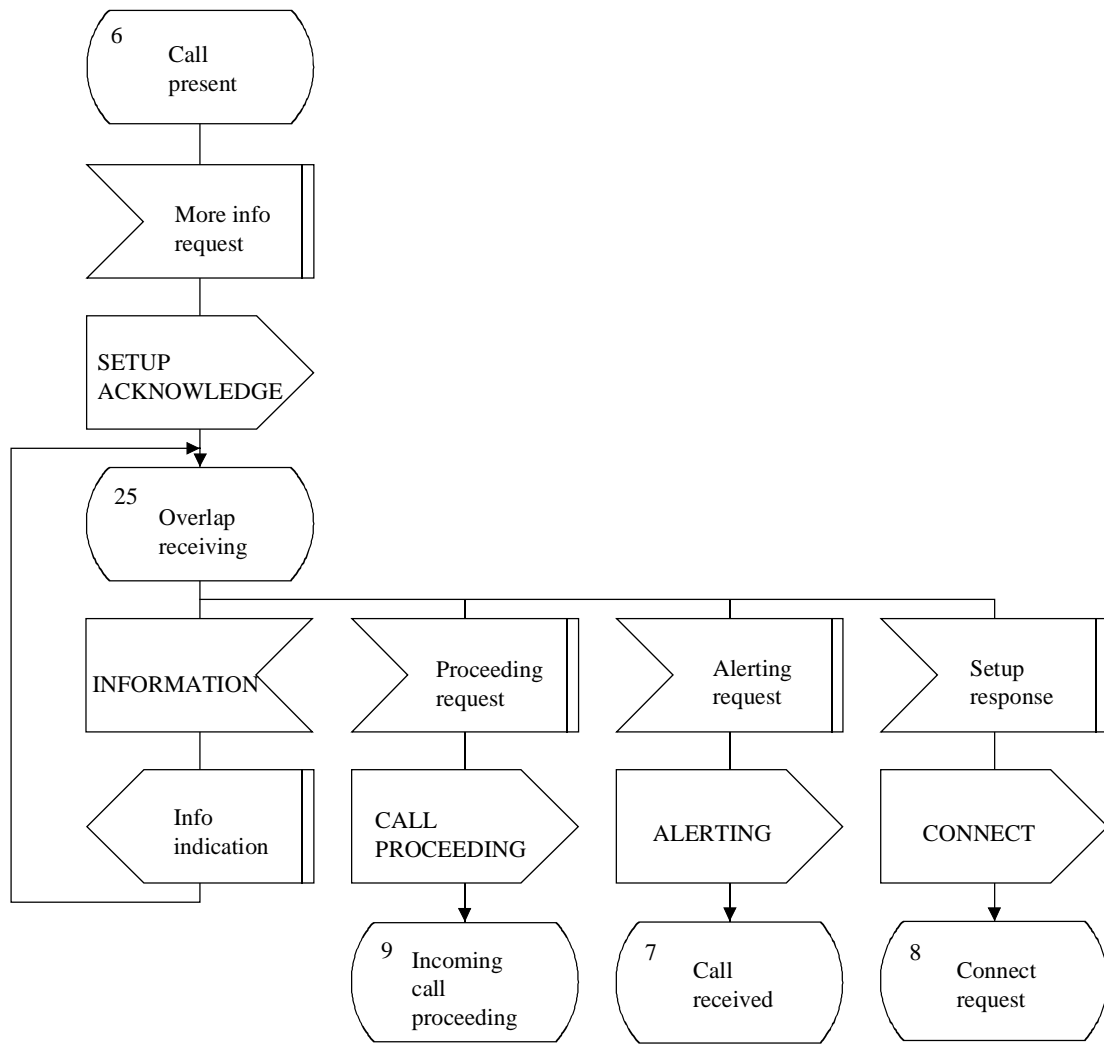 6
Call
present
More info
request
SETUP
ACKNOWLEDGE
25
Overlap
receiving
INFORMATION
Proceeding
request
Alerting
request
Setup
response
Info
indication
CALL
PROCEEDING
ALERTING
CONNECT
9
Incoming
call
proceeding
7
Call
received
8
Connect
request